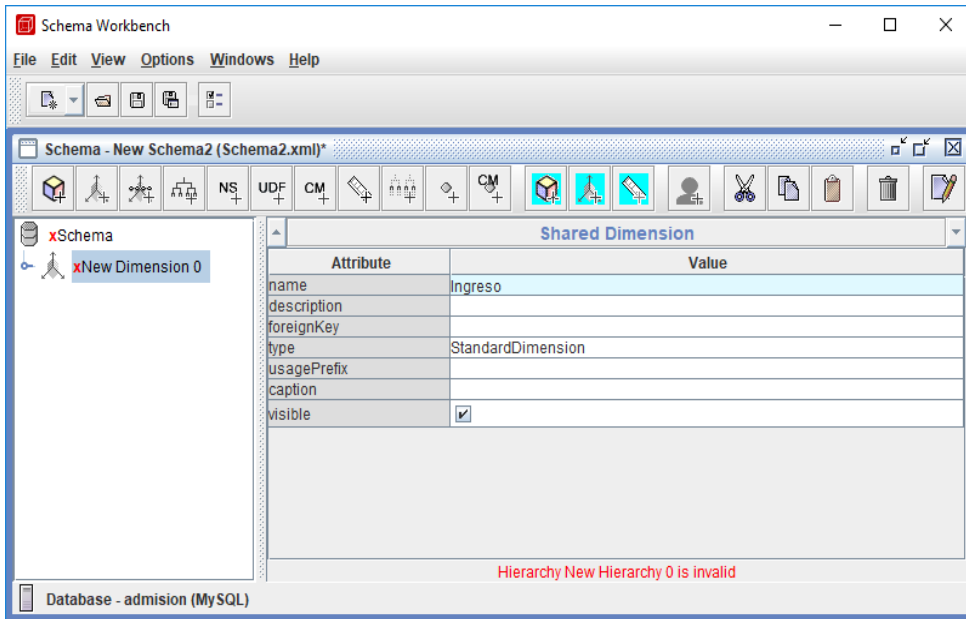 Schema Workbench
File Edit View Options Windows Help
Schema - New Schema2 (Schema2.xml)*
NS UDF CM CM
xSchema
xNew Dimension 0
Shared Dimension
Attribute Value
name Ingreso
description
foreignKey
type StandardDimension
usagePrefix
caption
visible
Hierarchy New Hierarchy 0 is invalid
Database - admision (MySQL)